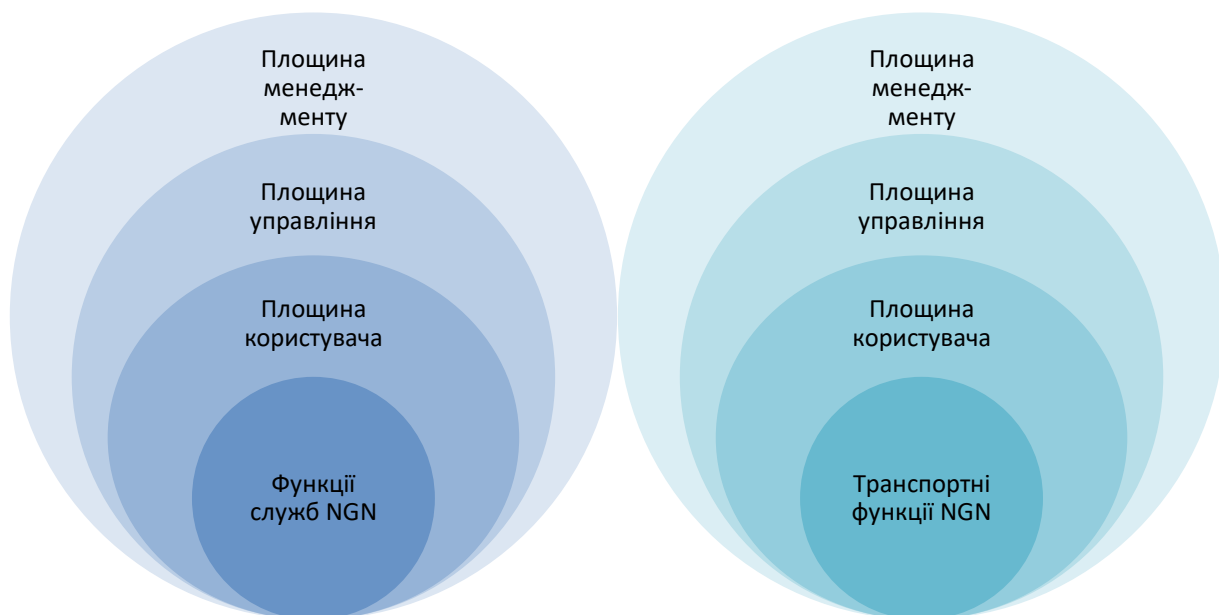 Площина
менедж-
менту
Площина
управління
Площина
користувача
Функції
служб NGN
Площина
менедж-
менту
Площина
управління
Площина
користувача
Транспортні
функції NGN